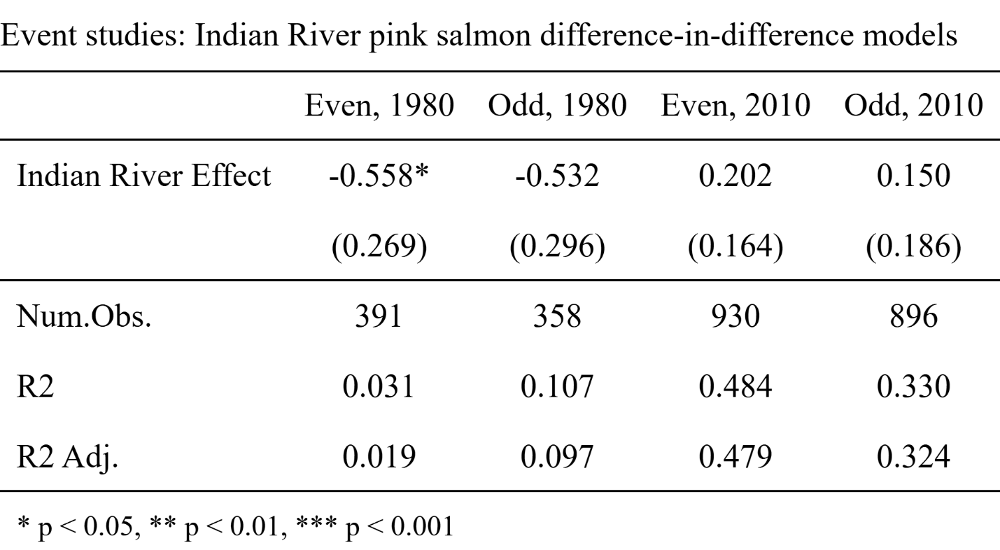 Event studies: Indian River pink salmon difference-in-difference models
Even, 1980 Odd, 1980 Even, 2010 Odd, 2010
Indian River Effect -0.558* -0.532 0.202 0.150
(0.269) (0.296) (0.164) (0.186)
Num.Obs. 391 358 930 896
R2 0.031 0.107 0.484 0.330
R2 Adj. 0.019 0.097 0.479 0.324
* p < 0.05, ** p < 0.01, *** p < 0.001